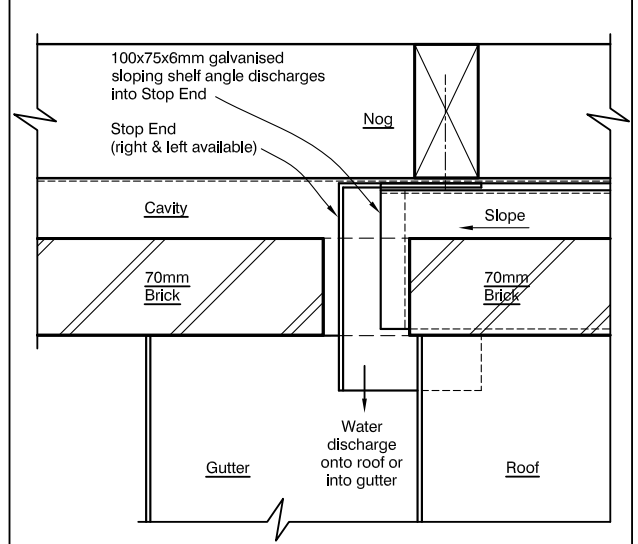 100x75x6mm galvanised
sloping shelf angle discharges
into Stop End
Nog
Stop End
(right & left available)
Cavity
Slope
70mm
Brick
70mm
Brick
Water
discharge
onto roof or
into gutter
Gutter
Roof